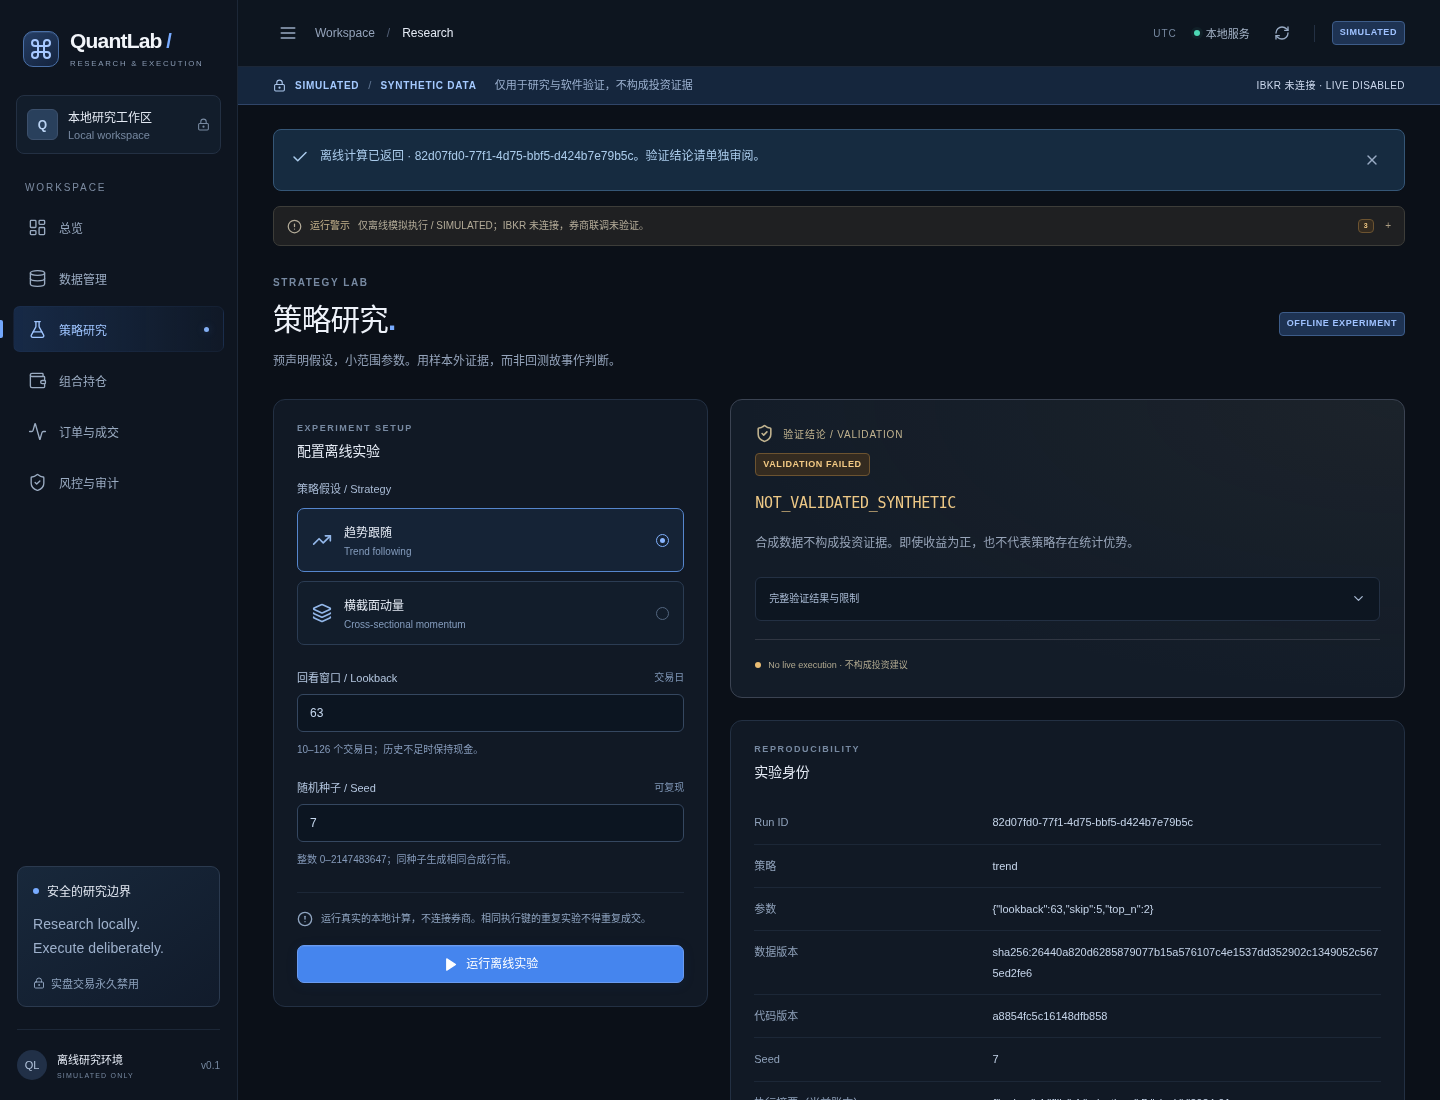 QuantLab /
RESEARCH & EXECUTION
Q
本地研究工作区
Local workspace
WORKSPACE
总览
数据管理
策略研究
组合持仓
订单与成交
风控与审计
安全的研究边界
Research locally.
Execute deliberately.
实盘交易永久禁用
QL
离线研究环境
SIMULATED ONLY
v0.1
Workspace / Research
UTC
本地服务
SIMULATED
SIMULATED / SYNTHETIC DATA 仅用于研究与软件验证，不构成投资证据
IBKR 未连接 · LIVE DISABLED
离线计算已返回 · 82d07fd0-77f1-4d75-bbf5-d424b7e79b5c。验证结论请单独审阅。
运行警示 仅离线模拟执行 / SIMULATED；IBKR 未连接，券商联调未验证。
3 +
STRATEGY LAB
策略研究.
OFFLINE EXPERIMENT
预声明假设，小范围参数。用样本外证据，而非回测故事作判断。
EXPERIMENT SETUP
配置离线实验
策略假设 / Strategy
趋势跟随
Trend following
横截面动量
Cross-sectional momentum
回看窗口 / Lookback 交易日
63
10–126 个交易日；历史不足时保持现金。
随机种子 / Seed 可复现
7
整数 0–2147483647；同种子生成相同合成行情。
运行真实的本地计算，不连接券商。相同执行键的重复实验不得重复成交。
运行离线实验
验证结论 / VALIDATION
VALIDATION FAILED
NOT_VALIDATED_SYNTHETIC
合成数据不构成投资证据。即使收益为正，也不代表策略存在统计优势。
完整验证结果与限制
No live execution · 不构成投资建议
REPRODUCIBILITY
实验身份
Run ID 82d07fd0-77f1-4d75-bbf5-d424b7e79b5c
策略 trend
参数 {"lookback":63,"skip":5,"top_n":2}
数据版本 sha256:26440a820d6285879077b15a576107c4e1537dd352902c1349052c567
5ed2fe6
代码版本 a8854fc5c16148dfb858
Seed 7